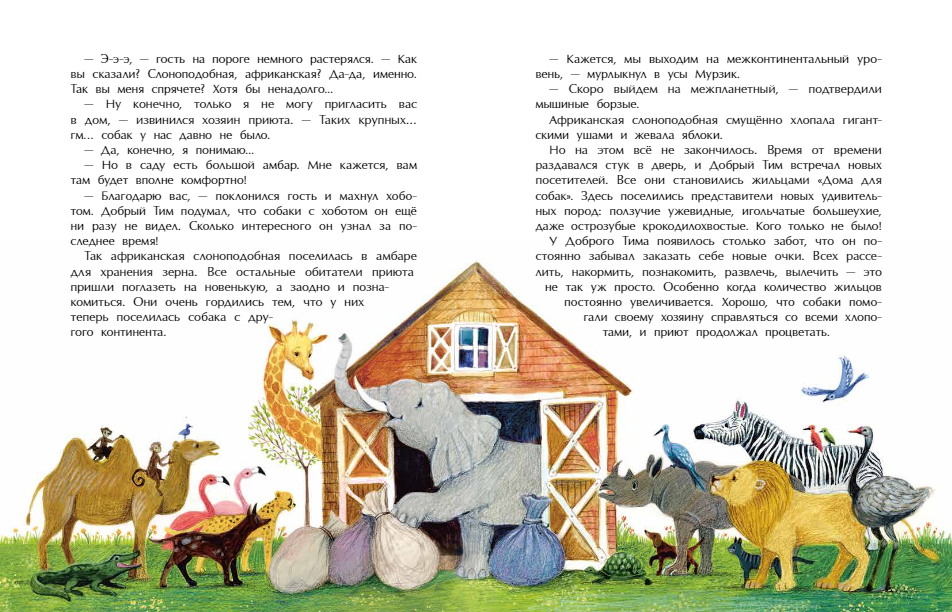 — Э-э-э, — гость на пороге немного растерялся. — Как
вы сказали? Слоноподобная, африканская? Да-да, именно.
Так вы меня спрячете? Хотя бы ненадолго...
— Ну конечно, только я не могу пригласить вас
в дом, — извинился хозяин приюта. — Таких крупных...
гм... собак у нас давно не было.
— Да, конечно, я понимаю...
— Но в саду есть большой амбар. Мне кажется, вам
там будет вполне комфортно!
— Благодарю вас, — поклонился гость и махнул хобо-
том. Добрый Тим подумал, что собаки с хоботом он ещё
ни разу не видел. Сколько интересного он узнал за по-
следнее время!
Так африканская слоноподобная поселилась в амбаре
для хранения зерна. Все остальные обитатели приюта
пришли поглазеть на новенькую, а заодно и позна-
комиться. Они очень гордились тем, что у них
теперь поселилась собака с дру-
гого континента.
— Кажется, мы выходим на межконтинентальный уро-
вень, — мурлыкнул в усы Мурзик.
— Скоро выйдем на межпланетный, — подтвердили
мышиные борзые.
Африканская слоноподобная смущённо хлопала гигант-
скими ушами и жевала яблоки.
Но на этом всё не закончилось. Время от времени
раздавался стук в дверь, и Добрый Тим встречал новых
посетителей. Все они становились жильцами «Дома для
собак». Здесь поселились представители новых удивитель-
ных пород: ползучие ужевидные, игольчатые большеухие,
даже острозубые крокодилохвостые. Кого только не было!
У Доброго Тима появилось столько забот, что он по-
стоянно забывал заказать себе новые очки. Всех рассе-
лить, накормить, познакомить, развлечь, вылечить — это
не так уж просто. Особенно когда количество жильцов
постоянно увеличивается. Хорошо, что собаки помо-
гали своему хозяину справляться со всеми хлопо-
тами, и приют продолжал процветать.